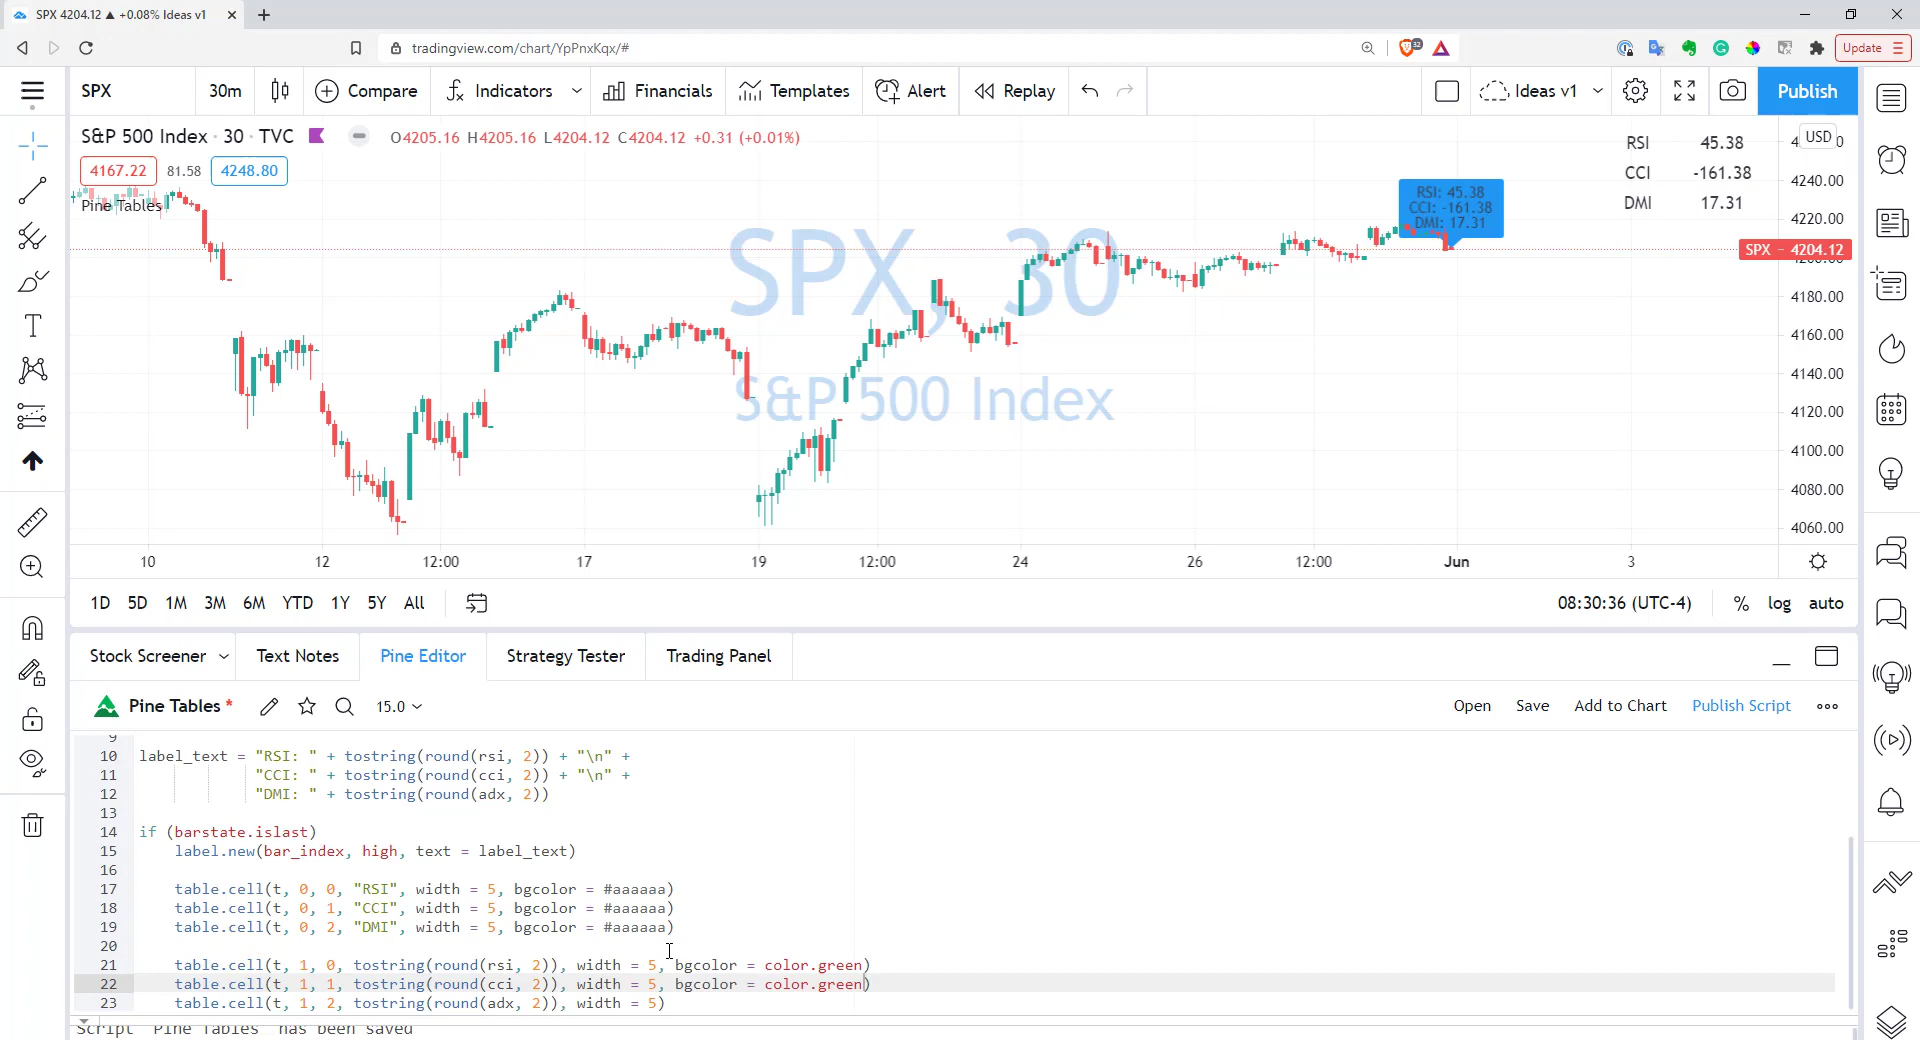 SPX 4204.12 ▲ +0.08% Ideas v1
tradingview.com/chart/YpPnxKqx/#
32
Update
SPX
30m
Compare
Indicators
Financials
Templates
Alert
Replay
Ideas v1
Publish
S&P 500 Index · 30 · TVC
O4205.16 H4205.16 L4204.12 C4204.12 +0.31 (+0.01%)
4167.22
81.58
4248.80
Pine Tables
RSI 45.38
CCI -161.38
DMI 17.31
RSI: 45.38
CCI: -161.38
DMI: 17.31
SPX, 30
S&P 500 Index
USD
4240.00
4220.00
SPX - 4204.12
4200.00
4180.00
4160.00
4140.00
4120.00
4100.00
4080.00
4060.00
10 12 12:00 17 19 12:00 24 26 12:00 Jun 3
1D 5D 1M 3M 6M YTD 1Y 5Y All
08:30:36 (UTC-4)
% log auto
Stock Screener
Text Notes
Pine Editor
Strategy Tester
Trading Panel
Pine Tables *
15.0
Open
Save
Add to Chart
Publish Script
9
10 label_text = "RSI: " + tostring(round(rsi, 2)) + "\n" +
11 "CCI: " + tostring(round(cci, 2)) + "\n" +
12 "DMI: " + tostring(round(adx, 2))
13
14 if (barstate.islast)
15 label.new(bar_index, high, text = label_text)
16
17 table.cell(t, 0, 0, "RSI", width = 5, bgcolor = #aaaaaa)
18 table.cell(t, 0, 1, "CCI", width = 5, bgcolor = #aaaaaa)
19 table.cell(t, 0, 2, "DMI", width = 5, bgcolor = #aaaaaa)
20
21 table.cell(t, 1, 0, tostring(round(rsi, 2)), width = 5, bgcolor = color.green)
22 table.cell(t, 1, 1, tostring(round(cci, 2)), width = 5, bgcolor = color.green)
23 table.cell(t, 1, 2, tostring(round(adx, 2)), width = 5)
Script Pine Tables has been saved